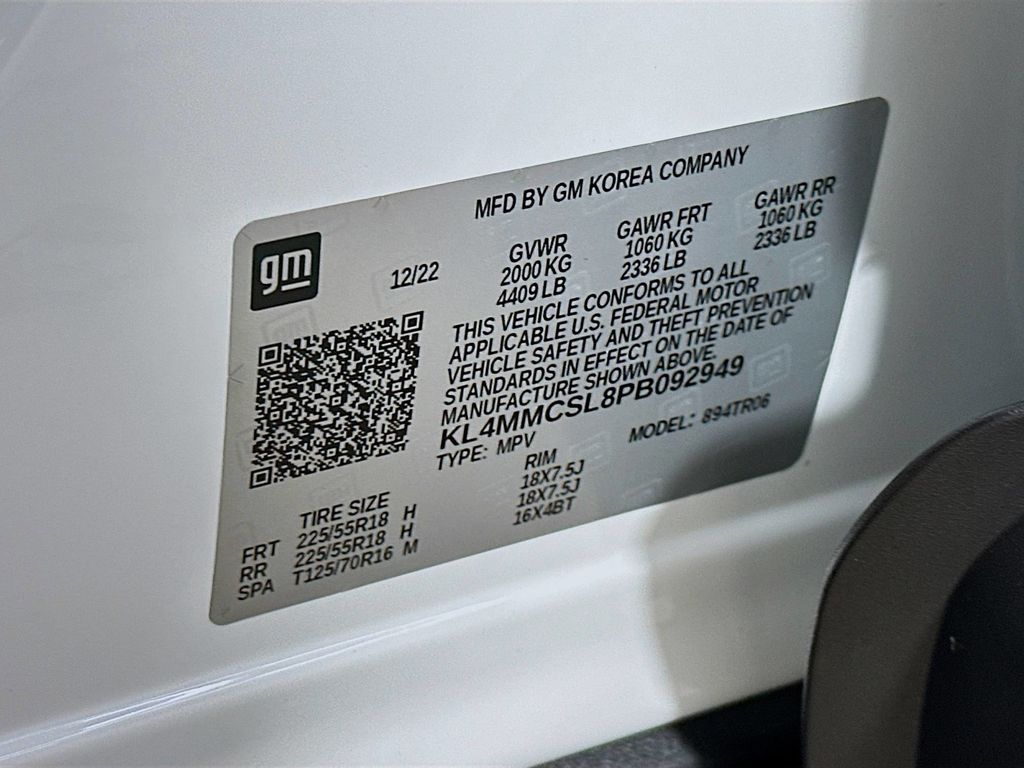 MFD BY GM KOREA COMPANY
gm
12/22
GVWR
2000 KG
4409 LB
GAWR FRT
1060 KG
2336 LB
GAWR RR
1060 KG
2336 LB
THIS VEHICLE CONFORMS TO ALL
APPLICABLE U.S. FEDERAL MOTOR
VEHICLE SAFETY AND THEFT PREVENTION
STANDARDS IN EFFECT ON THE DATE OF
MANUFACTURE SHOWN ABOVE.
KL4MMCSL8PB092949
TYPE: MPV MODEL: 894TR06
TIRE SIZE RIM
FRT 225/55R18 H 18X7.5J
RR 225/55R18 H 18X7.5J
SPA T125/70R16 M 16X4BT